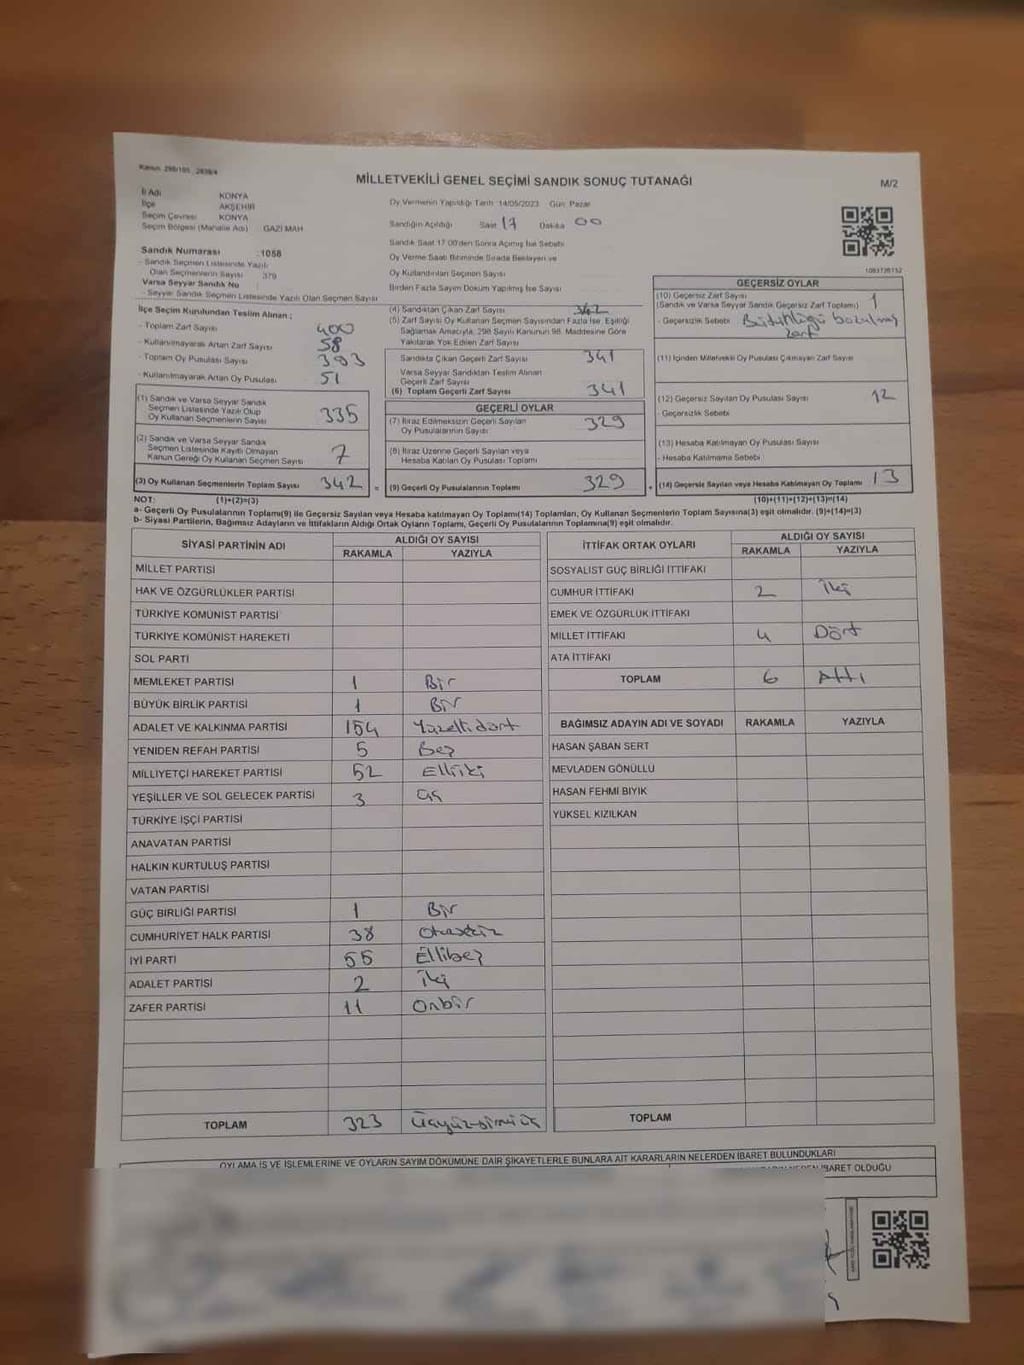 Kanun: 298/105 , 2839/4
MİLLETVEKİLİ GENEL SEÇİMİ SANDIK SONUÇ TUTANAĞI
M/2
İl Adı KONYA
İlçe AKŞEHİR
Seçim Çevresi KONYA
Seçim Bölgesi (Mahalle Adı) GAZİ MAH
Sandık Numarası : 1058
- Sandık Seçmen Listesinde Yazılı
Olan Seçmenlerin Sayısı : 379
Varsa Seyyar Sandık No :
- Seyyar Sandık Seçmen Listesinde Yazılı Olan Seçmen Sayısı
İlçe Seçim Kurulundan Teslim Alınan ;
- Toplam Zarf Sayısı 400
- Kullanılmayarak Artan Zarf Sayısı 58
- Toplam Oy Pusulası Sayısı 393
- Kullanılmayarak Artan Oy Pusulası 51
(1) Sandık ve Varsa Seyyar Sandık
Seçmen Listesinde Yazılı Olup
Oy Kullanan Seçmenlerin Sayısı 335
(2) Sandık ve Varsa Seyyar Sandık
Seçmen Listesinde Kayıtlı Olmayan
Kanun Gereği Oy Kullanan Seçmen Sayısı 7
(3) Oy Kullanan Seçmenlerin Toplam Sayısı 342 =
Oy Vermenin Yapıldığı Tarih 14/05/2023 Gün: Pazar
Sandığın Açıldığı Saat 17 Dakika 00
Sandık Saat 17:00'den Sonra Açılmış İse Sebebi
Oy Verme Saati Bitiminde Sırada Bekleyen ve
Oy Kullandırılan Seçmen Sayısı
Birden Fazla Sayım Döküm Yapılmış İse Sayısı
(4) Sandıktan Çıkan Zarf Sayısı 342
(5) Zarf Sayısı Oy Kullanan Seçmen Sayısından Fazla İse, Eşitliği
Sağlamak Amacıyla, 298 Sayılı Kanunun 98. Maddesine Göre
Yakılarak Yok Edilen Zarf Sayısı
Sandıkta Çıkan Geçerli Zarf Sayısı 341
Varsa Seyyar Sandıktan Teslim Alınan
Geçerli Zarf Sayısı
(6) Toplam Geçerli Zarf Sayısı 341
GEÇERLİ OYLAR
(7) İtiraz Edilmeksizin Geçerli Sayılan
Oy Pusulalarının Sayısı 329
(8) İtiraz Üzerine Geçerli Sayılan veya
Hesaba Katılan Oy Pusulası Toplamı
(9) Geçerli Oy Pusulalarının Toplamı 329 +
1083726152
GEÇERSİZ OYLAR
(10) Geçersiz Zarf Sayısı 1
(Sandık ve Varsa Seyyar Sandık Geçersiz Zarf Toplamı)
- Geçersizlik Sebebi Bütünlüğü bozulmuş
zarf
(11) İçinden Milletvekili Oy Pusulası Çıkmayan Zarf Sayısı
(12) Geçersiz Sayılan Oy Pusulası Sayısı 12
- Geçersizlik Sebebi
(13) Hesaba Katılmayan Oy Pusulası Sayısı
- Hesaba Katılmama Sebebi
(14) Geçersiz Sayılan veya Hesaba Katılmayan Oy Toplamı 13
NOT: (1)+(2)=(3) (10)+(11)+(12)+(13)=(14)
a- Geçerli Oy Pusulalarının Toplamı(9) ile Geçersiz Sayılan veya Hesaba katılmayan Oy Toplamı(14) Toplamları, Oy Kullanan Seçmenlerin Toplam Sayısına(3) eşit olmalıdır. (9)+(14)=(3)
b- Siyasi Partilerin, Bağımsız Adayların ve İttifakların Aldığı Ortak Oyların Toplamı, Geçerli Oy Pusulalarının Toplamına(9) eşit olmalıdır.
SİYASİ PARTİNİN ADI ALDIĞI OY SAYISI
RAKAMLA YAZIYLA
MİLLET PARTİSİ
HAK VE ÖZGÜRLÜKLER PARTİSİ
TÜRKİYE KOMÜNİST PARTİSİ
TÜRKİYE KOMÜNİST HAREKETİ
SOL PARTİ
MEMLEKET PARTİSİ 1 Bir
BÜYÜK BİRLİK PARTİSİ 1 Bir
ADALET VE KALKINMA PARTİSİ 154 Yüzellidört
YENİDEN REFAH PARTİSİ 5 Beş
MİLLİYETÇİ HAREKET PARTİSİ 52 Elliiki
YEŞİLLER VE SOL GELECEK PARTİSİ 3 üç
TÜRKİYE İŞÇİ PARTİSİ
ANAVATAN PARTİSİ
HALKIN KURTULUŞ PARTİSİ
VATAN PARTİSİ
GÜÇ BİRLİĞİ PARTİSİ 1 Bir
CUMHURİYET HALK PARTİSİ 38 Otuzsekiz
İYİ PARTİ 55 Ellibeş
ADALET PARTİSİ 2 İki
ZAFER PARTİSİ 11 Onbir
TOPLAM 323 Üçyüzyirmiüç
İTTİFAK ORTAK OYLARI ALDIĞI OY SAYISI
RAKAMLA YAZIYLA
SOSYALİST GÜÇ BİRLİĞİ İTTİFAKI
CUMHUR İTTİFAKI 2 İki
EMEK VE ÖZGÜRLÜK İTTİFAKI
MİLLET İTTİFAKI 4 Dört
ATA İTTİFAKI
TOPLAM 6 Altı
BAĞIMSIZ ADAYIN ADI VE SOYADI RAKAMLA YAZIYLA
HASAN ŞABAN SERT
MEVLADEN GÖNÜLLÜ
HASAN FEHMİ BIYIK
YÜKSEL KIZILKAN
TOPLAM
OYLAMA İŞ VE İŞLEMLERİNE VE OYLARIN SAYIM DÖKÜMÜNE DAİR ŞİKAYETLERLE BUNLARA AİT KARARLARIN NELERDEN İBARET BULUNDUKLARI
İBARET OLDUĞU